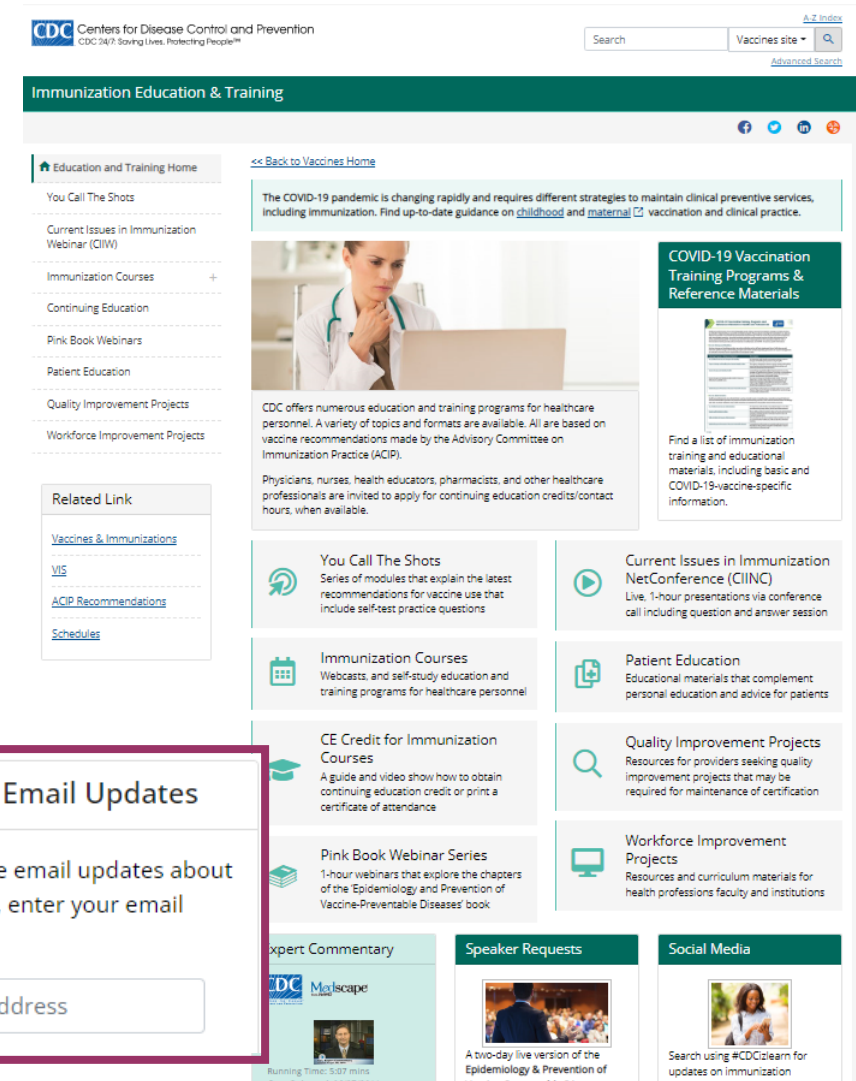 CDC Centers for Disease Control and Prevention
CDC 24/7: Saving Lives, Protecting People™
A-Z Index
Search
Vaccines site
Advanced Search
Immunization Education & Training
Education and Training Home
You Call The Shots
Current Issues in Immunization
Webinar (CIIW)
Immunization Courses +
Continuing Education
Pink Book Webinars
Patient Education
Quality Improvement Projects
Workforce Improvement Projects
Related Link
Vaccines & Immunizations
VIS
ACIP Recommendations
Schedules
<< Back to Vaccines Home
The COVID-19 pandemic is changing rapidly and requires different strategies to maintain clinical preventive services,
including immunization. Find up-to-date guidance on childhood and maternal vaccination and clinical practice.
CDC offers numerous education and training programs for healthcare
personnel. A variety of topics and formats are available. All are based on
vaccine recommendations made by the Advisory Committee on
Immunization Practice (ACIP).
Physicians, nurses, health educators, pharmacists, and other healthcare
professionals are invited to apply for continuing education credits/contact
hours, when available.
COVID-19 Vaccination
Training Programs &
Reference Materials
Find a list of immunization
training and educational
materials, including basic and
COVID-19-vaccine-specific
information.
You Call The Shots
Series of modules that explain the latest
recommendations for vaccine use that
include self-test practice questions
Current Issues in Immunization
NetConference (CIINC)
Live, 1-hour presentations via conference
call including question and answer session
Immunization Courses
Webcasts, and self-study education and
training programs for healthcare personnel
Patient Education
Educational materials that complement
personal education and advice for patients
CE Credit for Immunization
Courses
A guide and video show how to obtain
continuing education credit or print a
certificate of attendance
Quality Improvement Projects
Resources for providers seeking quality
improvement projects that may be
required for maintenance of certification
Pink Book Webinar Series
1-hour webinars that explore the chapters
of the 'Epidemiology and Prevention of
Vaccine-Preventable Diseases' book
Workforce Improvement
Projects
Resources and curriculum materials for
health professions faculty and institutions
Email Updates
e email updates about
enter your email
ddress
xpert Commentary
CDC Medscape
Running Time: 5:07 mins
Speaker Requests
A two-day live version of the
Epidemiology & Prevention of
Social Media
Search using #CDCizlearn for
updates on immunization